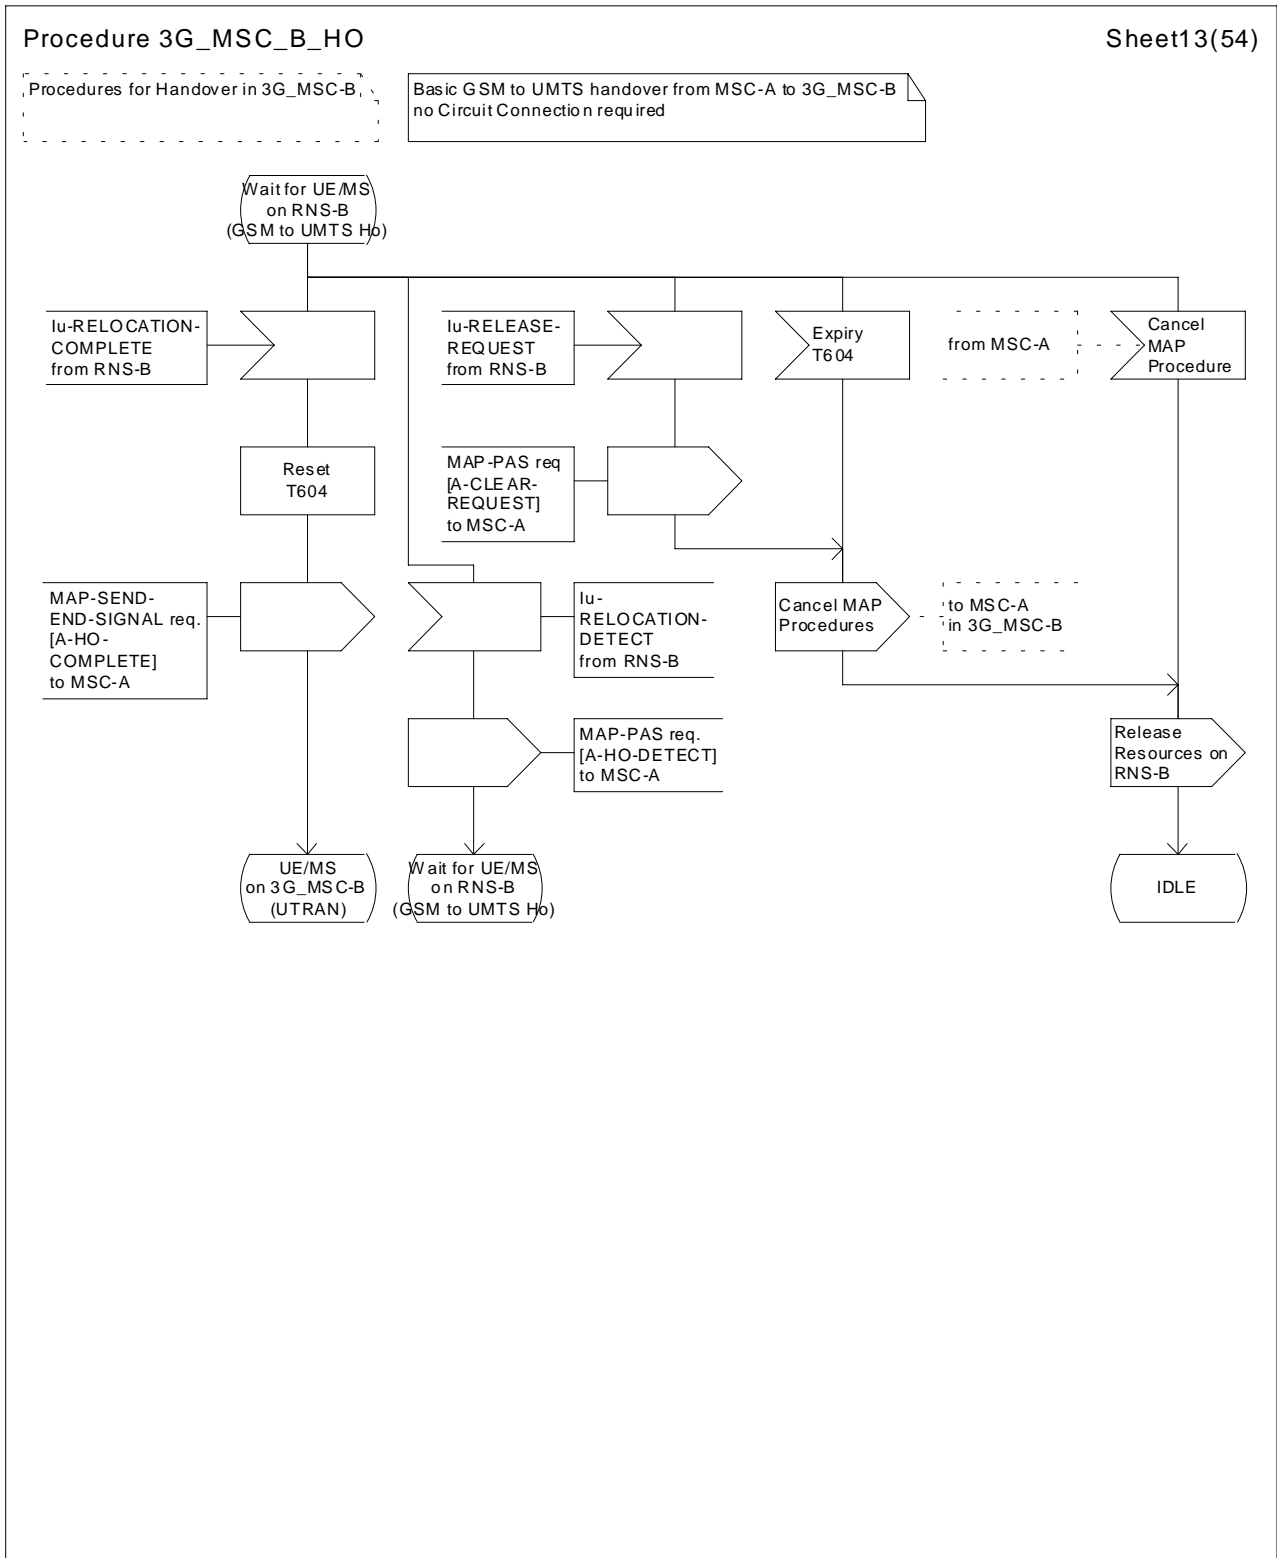 Procedure 3G_MSC_B_HO
Sheet13(54)
Procedures for Handover in 3G_MSC-B
Basic GSM to UMTS handover from MSC-A to 3G_MSC-B
no Circuit Connection required
Wait for UE/MS
on RNS-B
(GSM to UMTS Ho)
Iu-RELOCATION-
COMPLETE
from RNS-B
Iu-RELEASE-
REQUEST
from RNS-B
Expiry
T604
from MSC-A
Cancel
MAP
Procedure
Reset
T604
MAP-PAS req
[A-CLEAR-
REQUEST]
to MSC-A
MAP-SEND-
END-SIGNAL req.
[A-HO-
COMPLETE]
to MSC-A
Iu-
RELOCATION-
DETECT
from RNS-B
Cancel MAP
Procedures
to MSC-A
in 3G_MSC-B
MAP-PAS req.
[A-HO-DETECT]
to MSC-A
Release
Resources on
RNS-B
UE/MS
on 3G_MSC-B
(UTRAN)
Wait for UE/MS
on RNS-B
(GSM to UMTS Ho)
IDLE